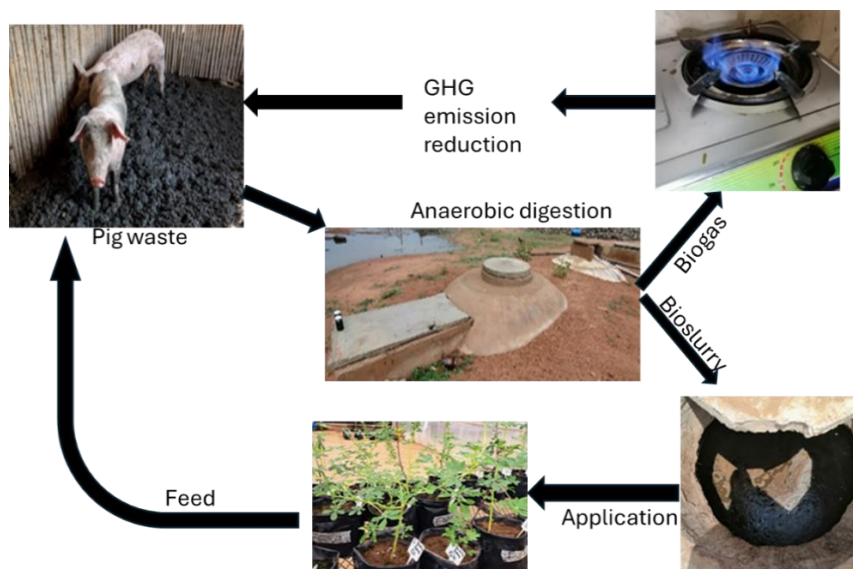 GHG
emission
reduction
Anaerobic digestion
Pig waste
Biogas
Bioslurry
Feed
Application